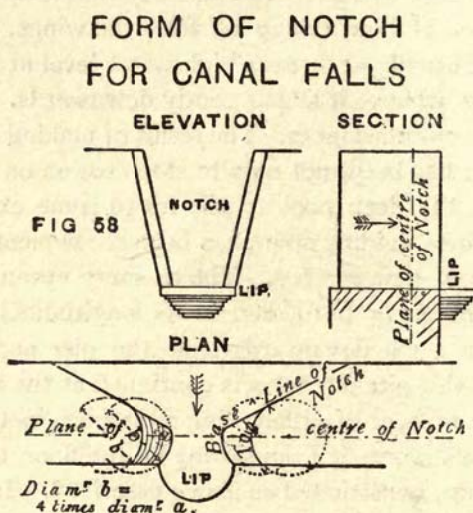 FORM OF NOTCH
FOR CANAL FALLS
ELEVATION
SECTION
NOTCH
FIG 58
LIP
Plane of centre
of Notch
LIP
PLAN
Base Line of
Notch
Top
Plane of
centre of Notch
a
b
LIP
Diamr b =
4 times diamr a.